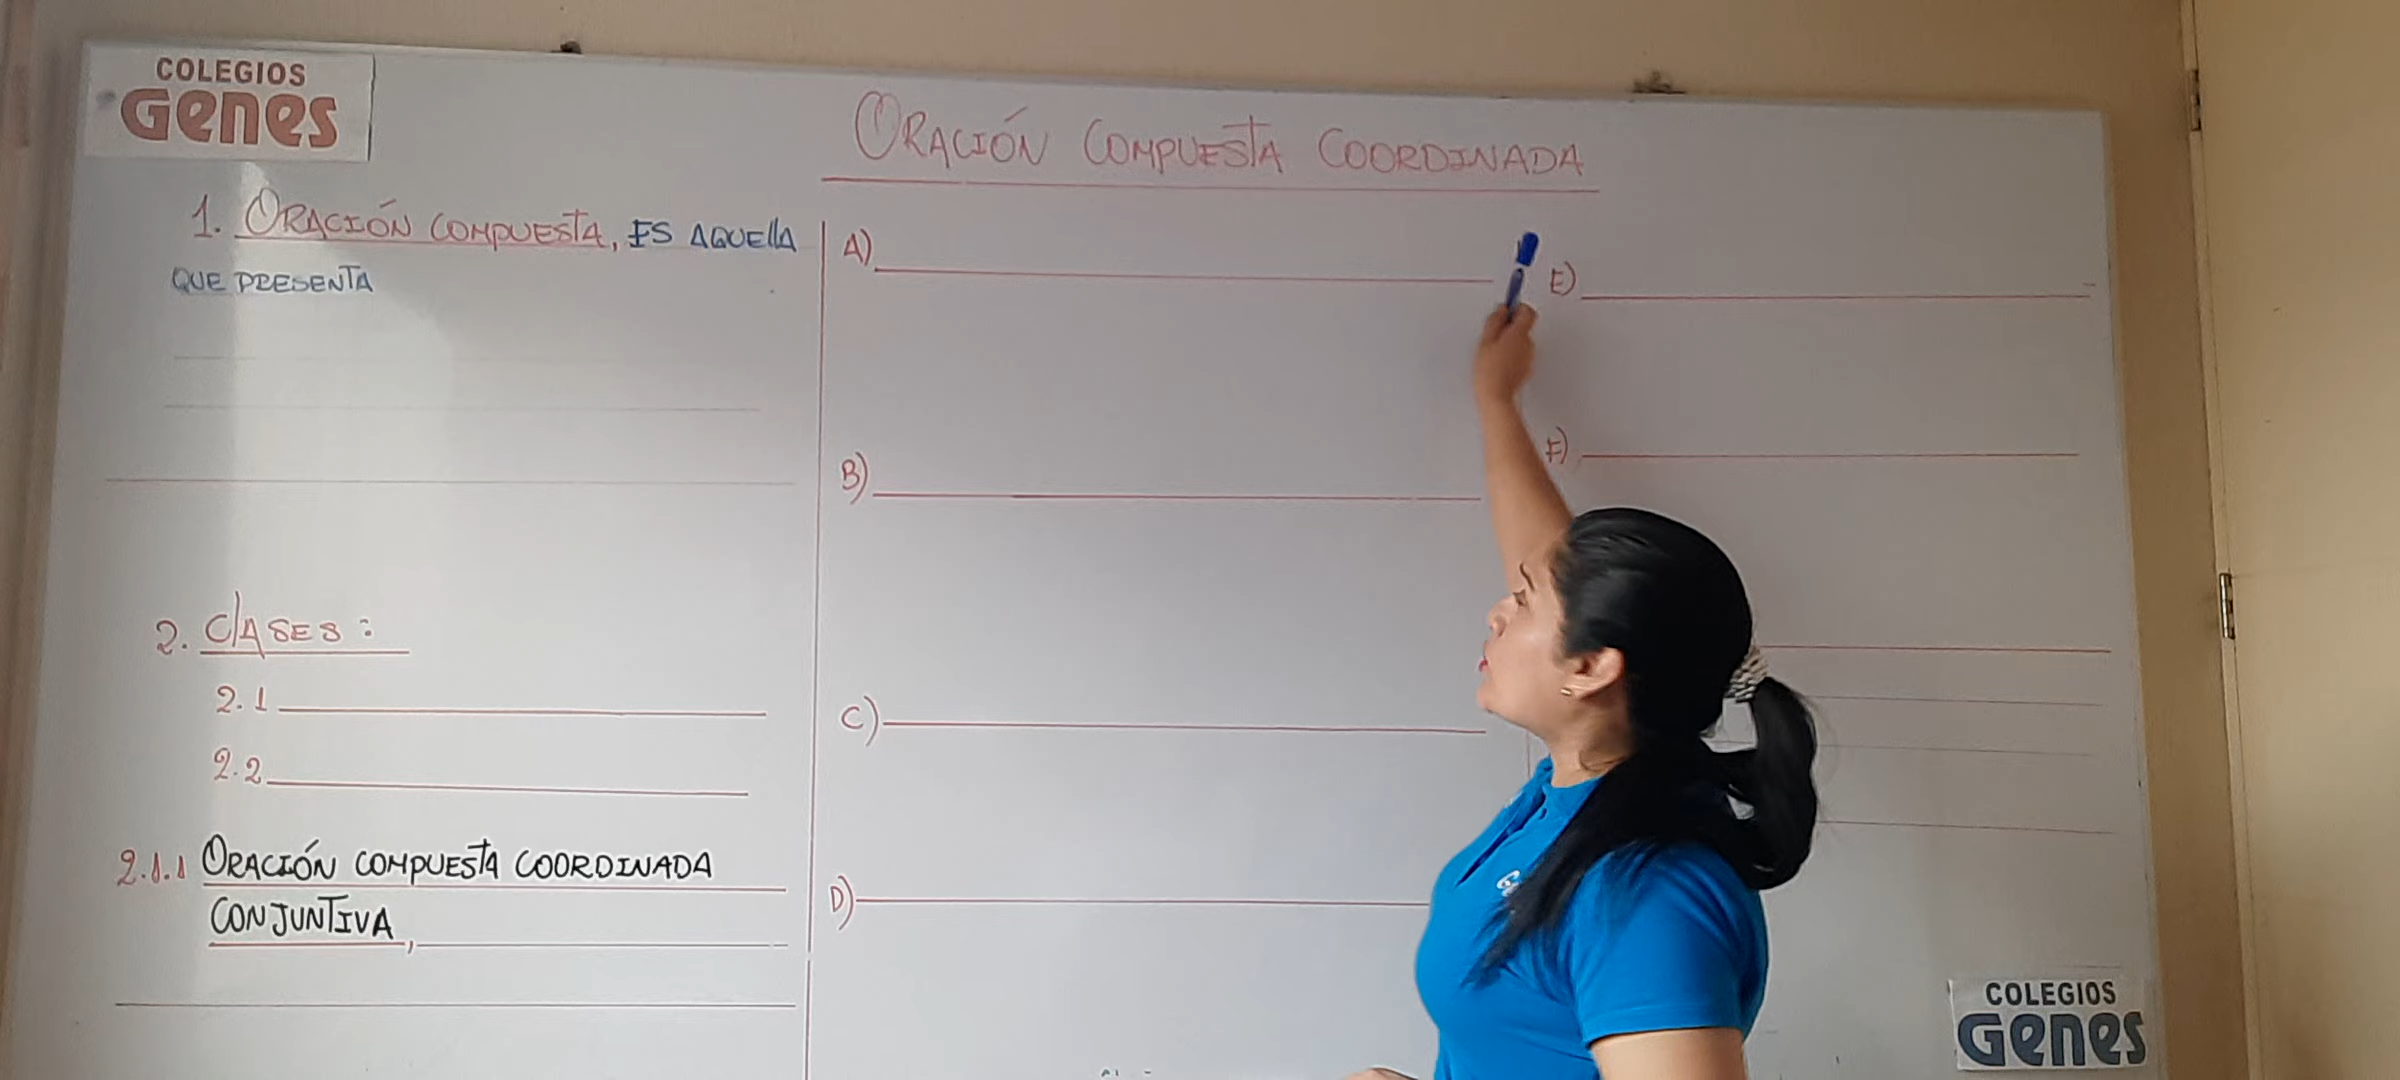 COLEGIOS
Genes
ORACIÓN COMPUESTA COORDINADA
1. ORACIÓN COMPUESTA, ES AQUELLA
QUE PRESENTA
2. CLASES:
2.1
2.2
2.1.1 ORACIÓN COMPUESTA COORDINADA
CONJUNTIVA,
A)
B)
C)
D)
E)
F)
COLEGIOS
Genes